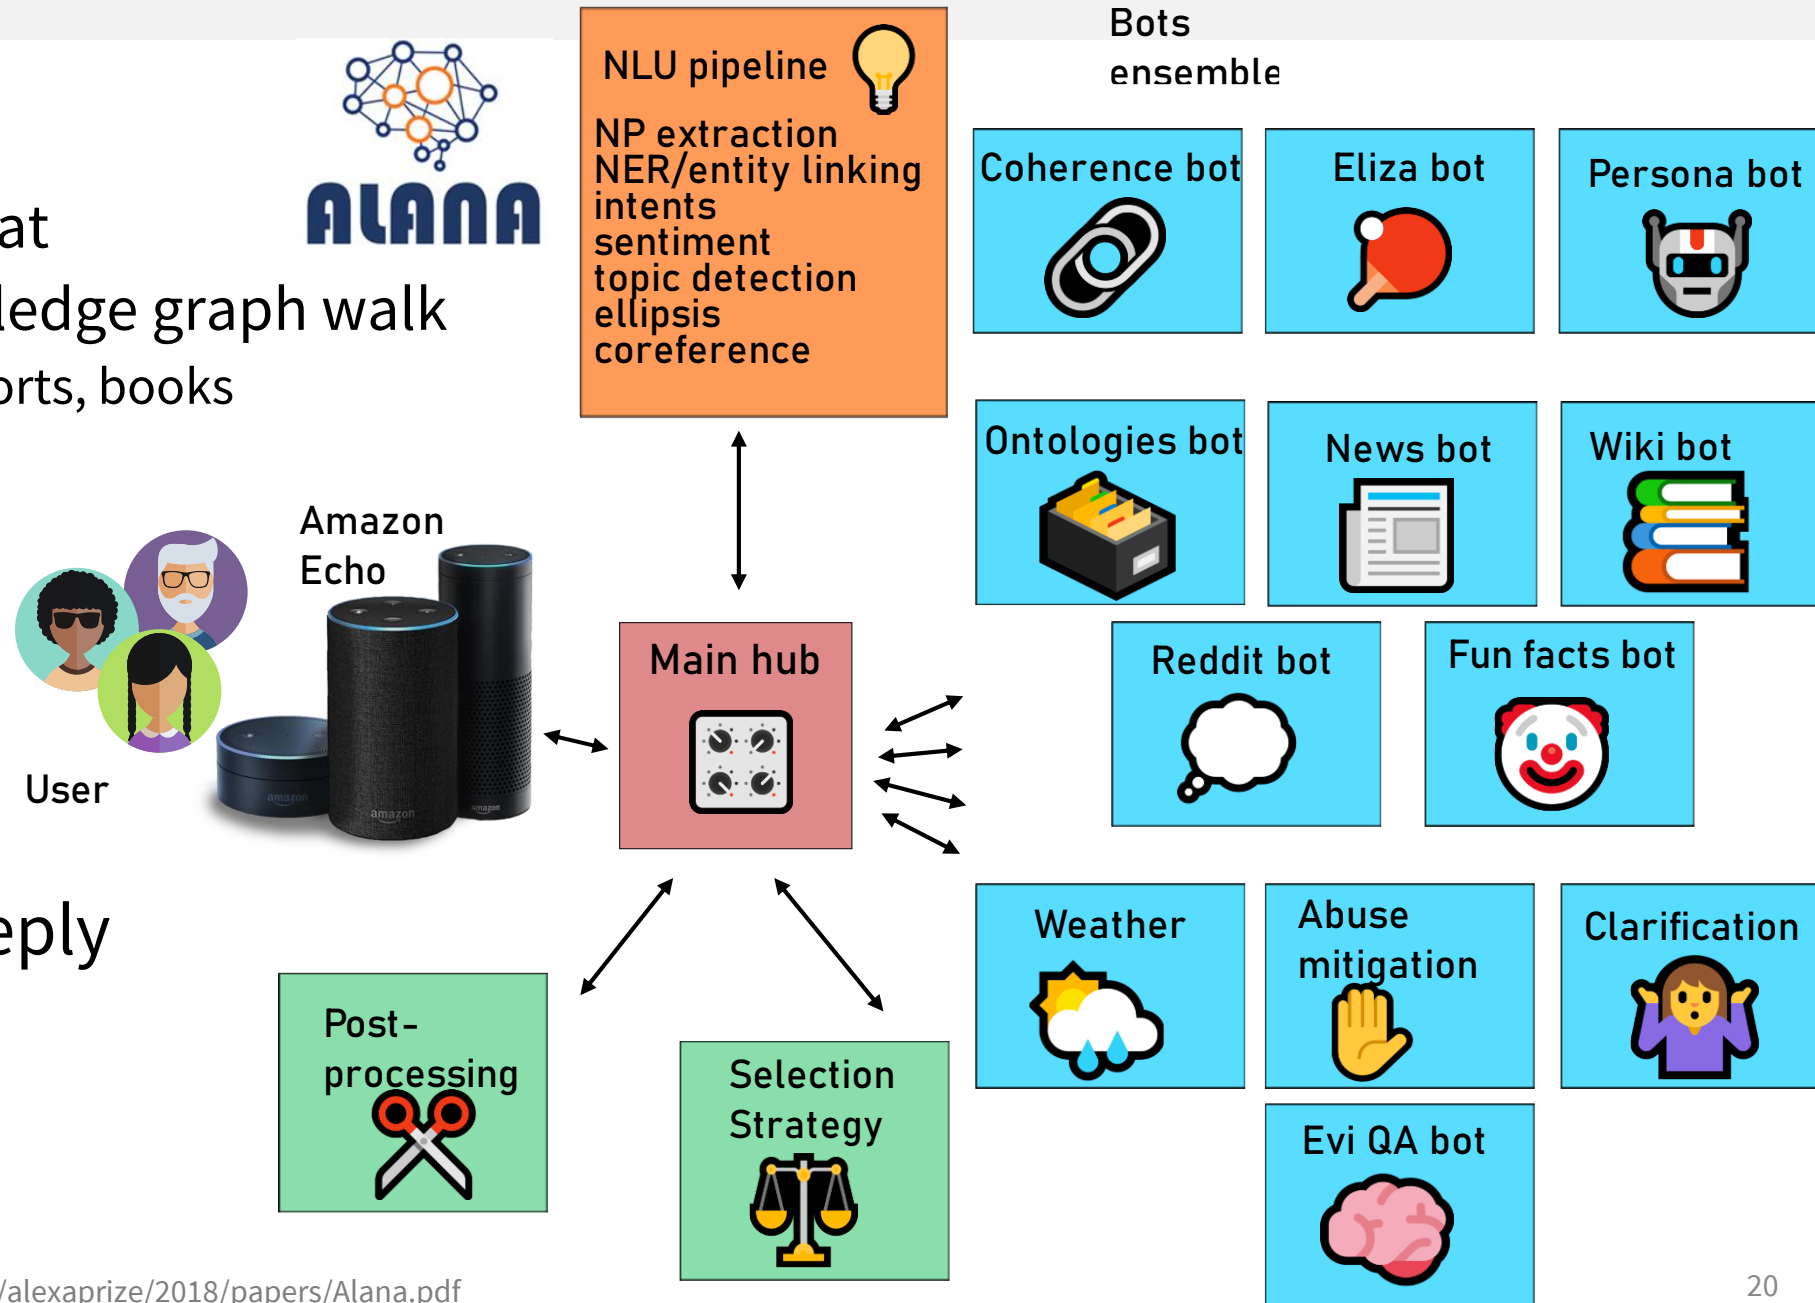 ALANA
at
ledge graph walk
orts, books
eply
NLU pipeline
NP extraction
NER/entity linking
intents
sentiment
topic detection
ellipsis
coreference
Bots
ensemble
Coherence bot
Eliza bot
Persona bot
Ontologies bot
News bot
Wiki bot
Amazon
Echo
User
amazon
amazon
amazon
Main hub
Reddit bot
Fun facts bot
Weather
Abuse
mitigation
Clarification
Post-
processing
Selection
Strategy
Evi QA bot
/alexaprize/2018/papers/Alana.pdf
20